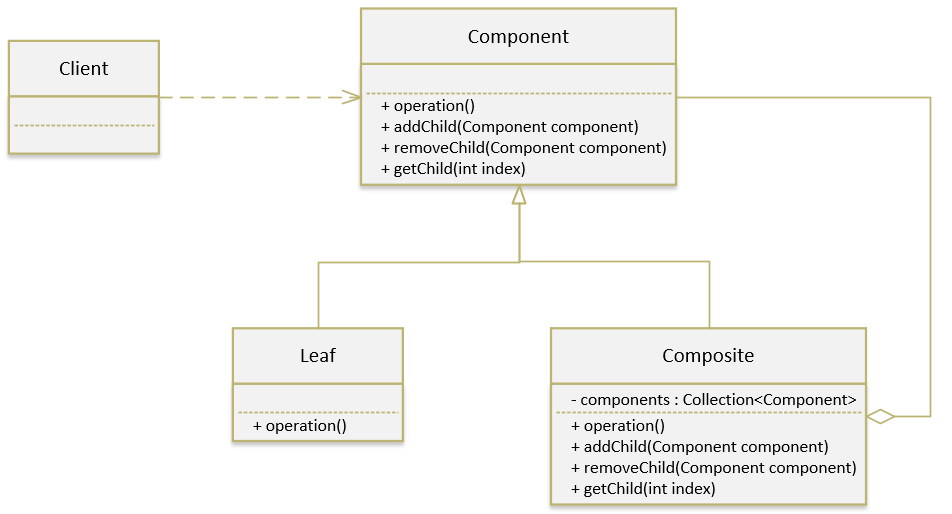 Client
Component
+ operation()
+ addChild(Component component)
+ removeChild(Component component)
+ getChild(int index)
Leaf
+ operation()
Composite
- components : Collection<Component>
+ operation()
+ addChild(Component component)
+ removeChild(Component component)
+ getChild(int index)